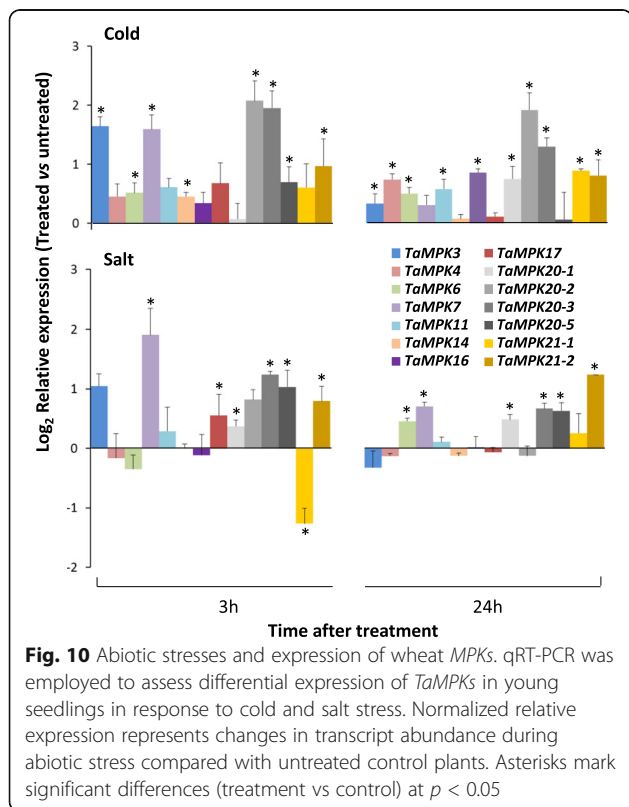 Cold
3
2
1
0
Log2 Relative expression (Treated vs untreated)
* * * * * * * *
* * * * * * * * * *
Salt
3
2
1
0
-1
-2
* * * * * * *
* * * * * *
TaMPK3 TaMPK17
TaMPK4 TaMPK20-1
TaMPK6 TaMPK20-2
TaMPK7 TaMPK20-3
TaMPK11 TaMPK20-5
TaMPK14 TaMPK21-1
TaMPK16 TaMPK21-2
3h 24h
Time after treatment
Fig. 10 Abiotic stresses and expression of wheat MPKs. qRT-PCR was
employed to assess differential expression of TaMPKs in young
seedlings in response to cold and salt stress. Normalized relative
expression represents changes in transcript abundance during
abiotic stress compared with untreated control plants. Asterisks mark
significant differences (treatment vs control) at p < 0.05